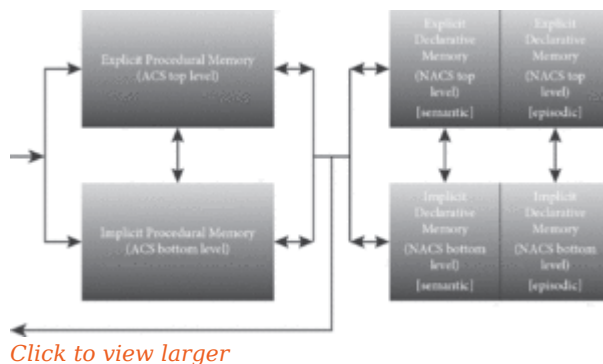 Explicit Procedural Memory
(ACS top level)
Explicit
Declarative
Memory
(NACS top
level)
[semantic]
Explicit
Declarative
Memory
(NACS top
level)
[episodic]
Implicit Procedural Memory
(ACS bottom level)
Implicit
Declarative
Memory
(NACS bottom
level)
[semantic]
Implicit
Declarative
Memory
(NACS bottom
level)
[episodic]
Click to view larger